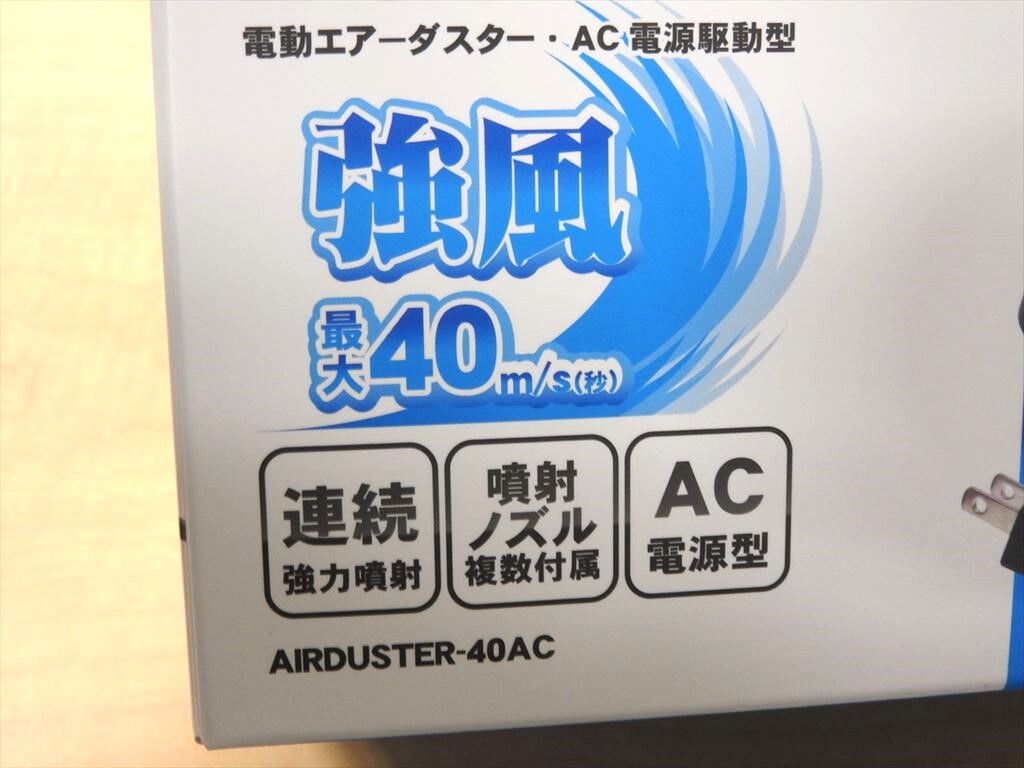 電動エアーダスター・AC 電源駆動型
強風
最大40m/s(秒)
連続
強力噴射
噴射
ノズル
複数付属
AC
電源型
AIRDUSTER-40AC